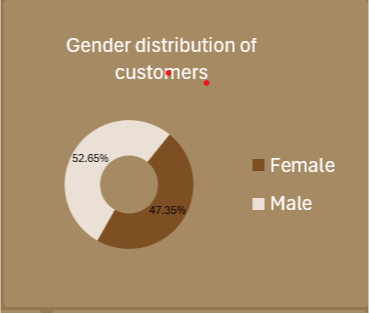 Gender distribution of
customers
52.65%
Female
Male
47.35%